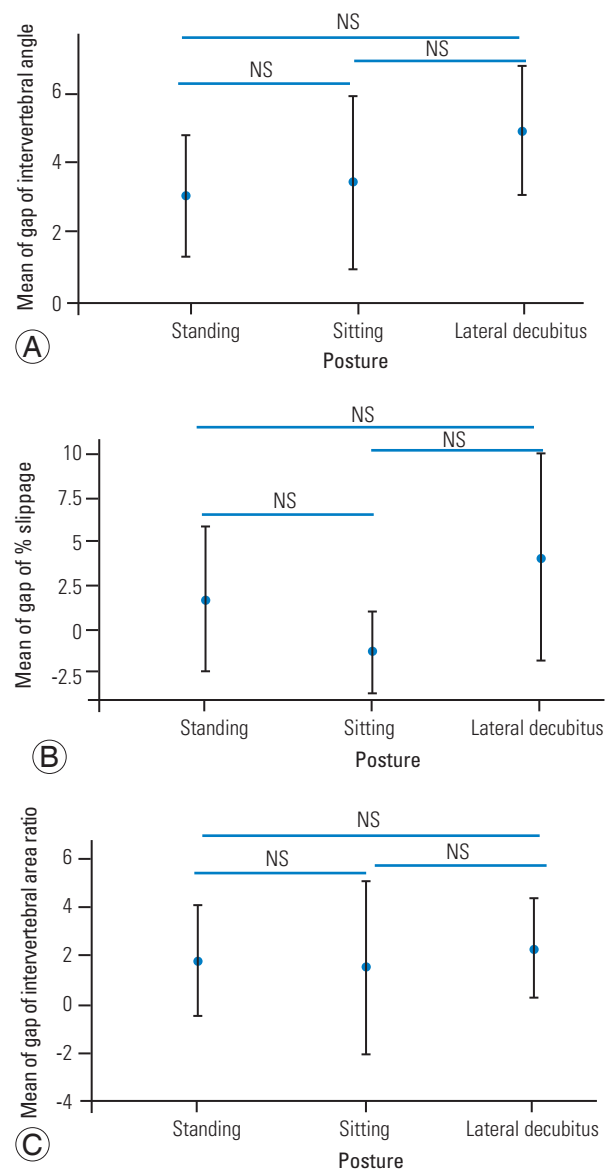 NS
NS
NS
Mean of gap of intervertebral angle
6
4
2
0
Standing
Sitting
Lateral decubitus
Posture
A
NS
NS
NS
Mean of gap of % slippage
10
7.5
5
2.5
0
-2.5
Standing
Sitting
Lateral decubitus
Posture
B
NS
NS
NS
Mean of gap of intervertebral area ratio
6
4
2
0
-2
-4
Standing
Sitting
Lateral decubitus
Posture
C